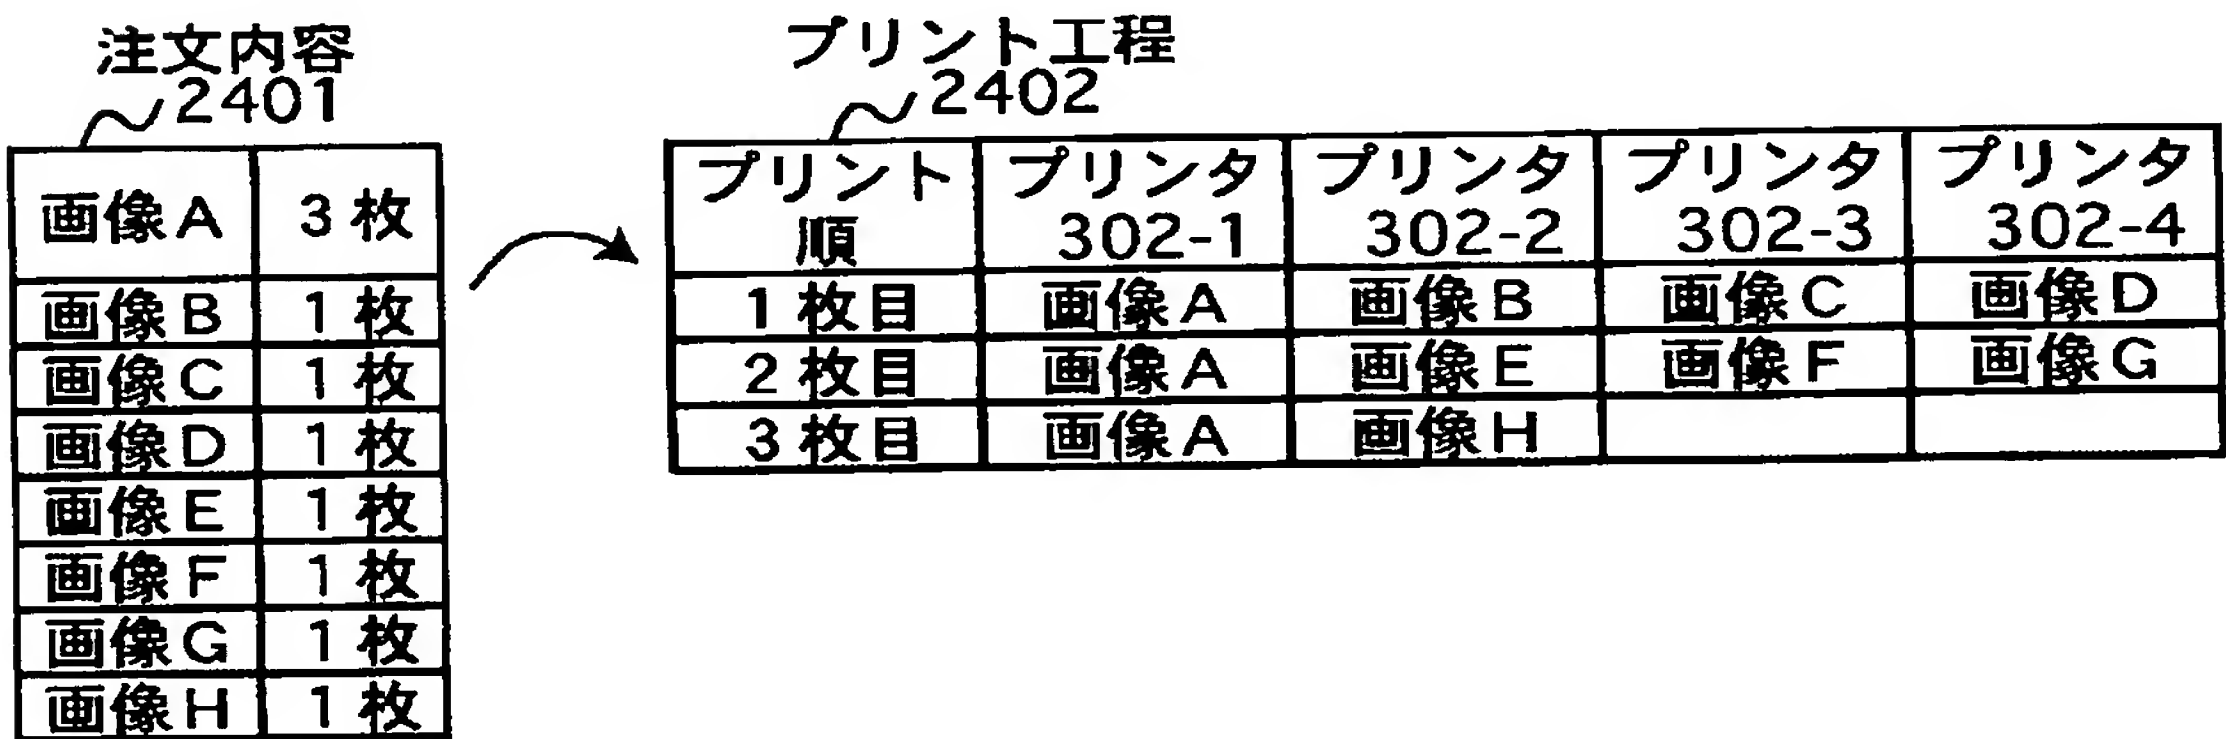 注文内容
2401
画像A 3枚
画像B 1枚
画像C 1枚
画像D 1枚
画像E 1枚
画像F 1枚
画像G 1枚
画像H 1枚
プリント工程
2402
プリント順 プリンタ302-1 プリンタ302-2 プリンタ302-3 プリンタ302-4
1枚目 画像A 画像B 画像C 画像D
2枚目 画像A 画像E 画像F 画像G
3枚目 画像A 画像H